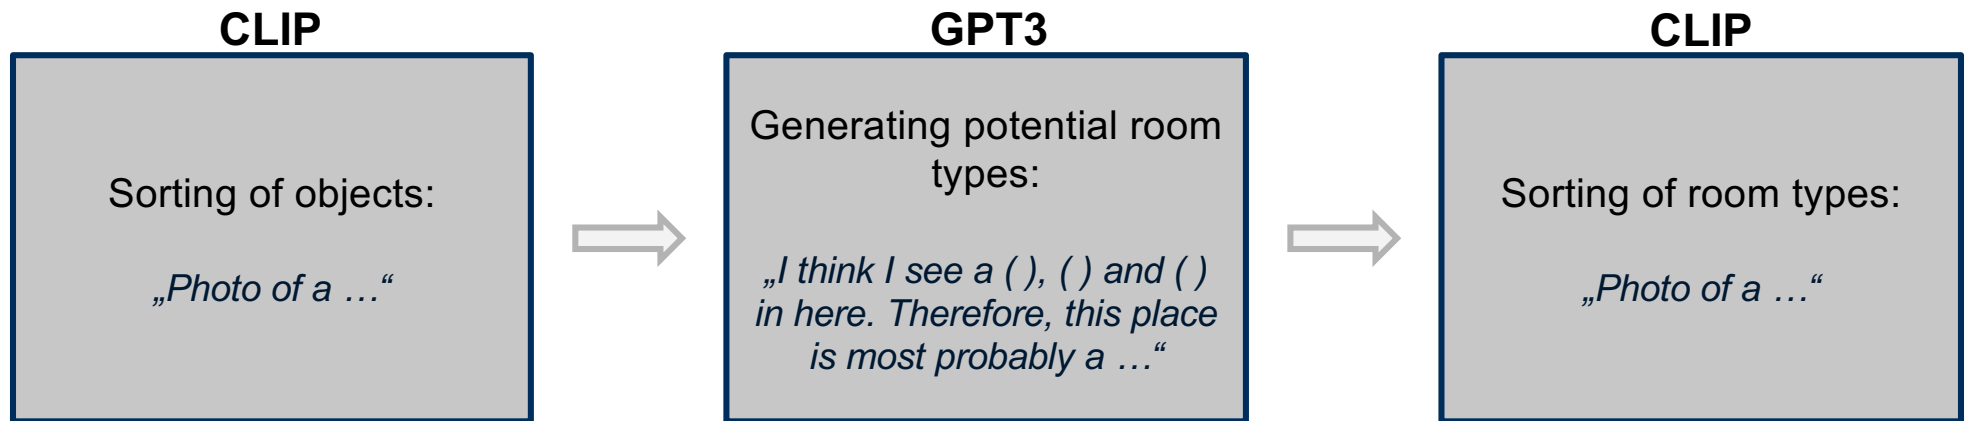 CLIP
Sorting of objects:
„Photo of a …“
GPT3
Generating potential room
types:
„I think I see a ( ), ( ) and ( )
in here. Therefore, this place
is most probably a …“
CLIP
Sorting of room types:
„Photo of a …“